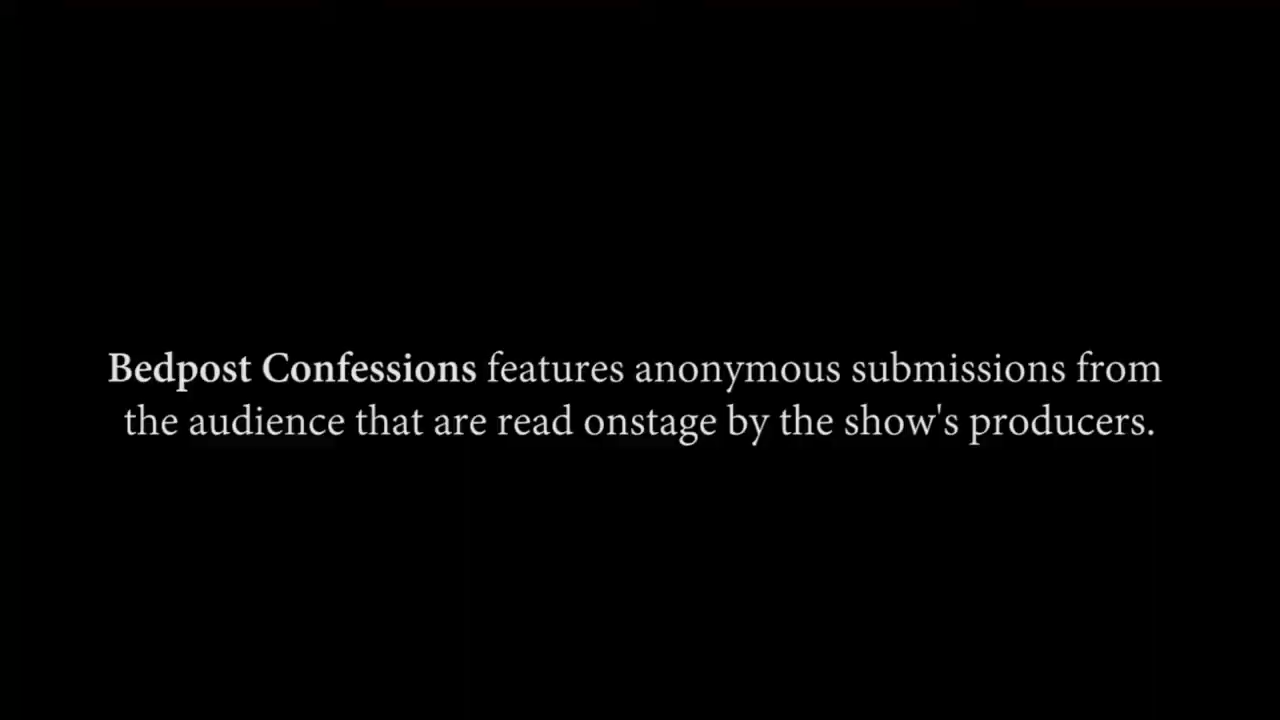 Bedpost Confessions features anonymous submissions from
the audience that are read onstage by the show's producers.